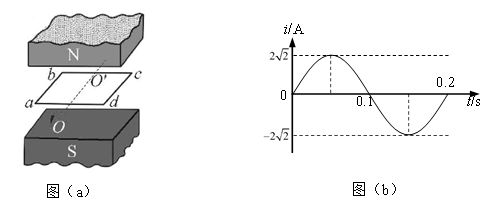 N
b
O'
c
a
d
O
S
图（a）
i/A
2√2
0
0.1
0.2
t/s
-2√2
图（b）